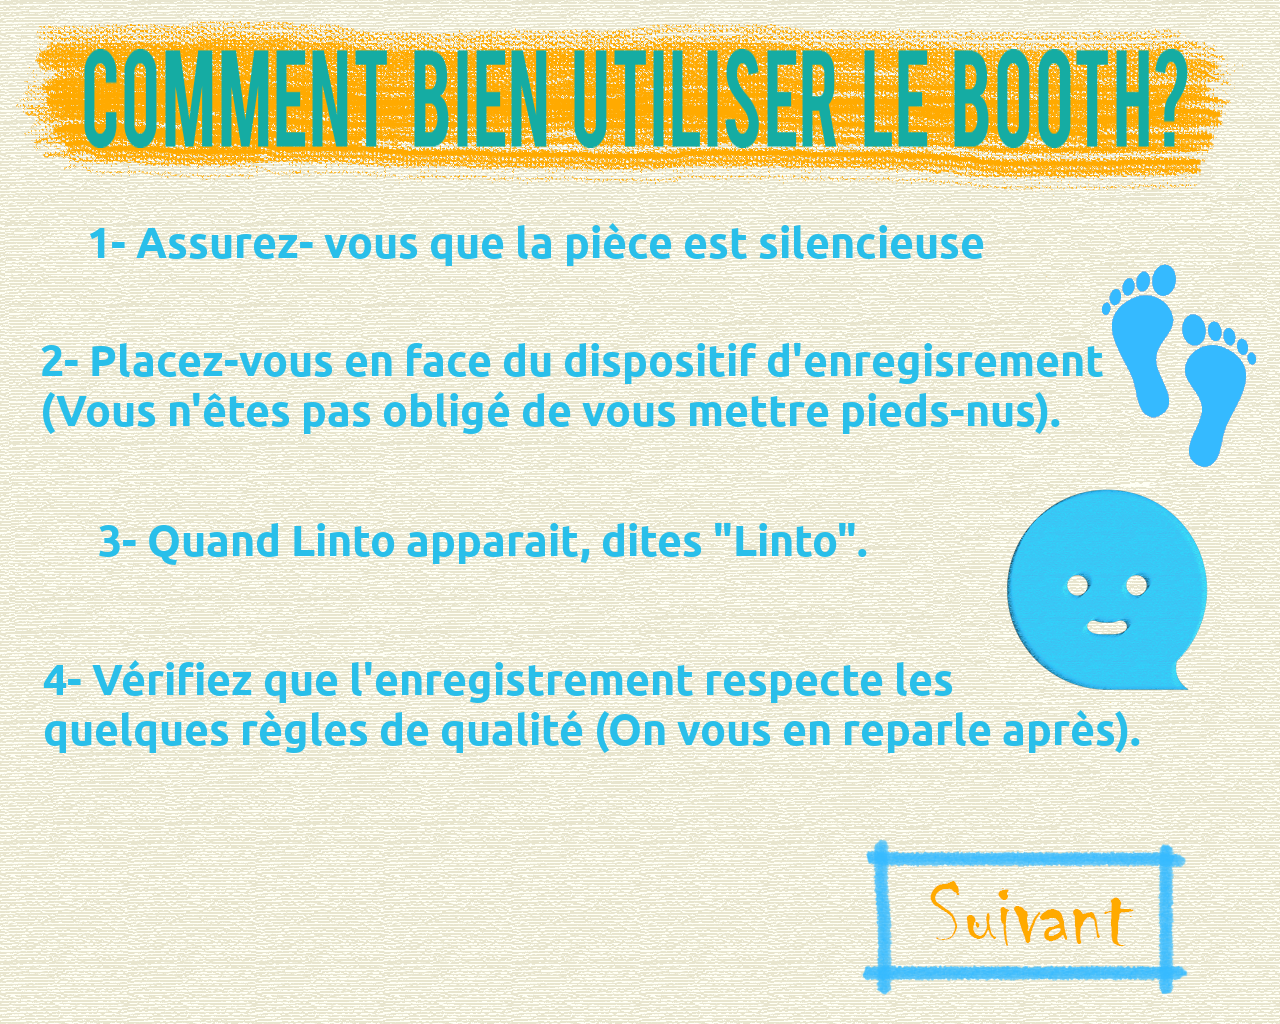 COMMENT BIEN UTILISER LE BOOTH?
1- Assurez- vous que la pièce est silencieuse
2- Placez-vous en face du dispositif d'enregisrement
(Vous n'êtes pas obligé de vous mettre pieds-nus).
3- Quand Linto apparait, dites "Linto".
4- Vérifiez que l'enregistrement respecte les
quelques règles de qualité (On vous en reparle après).
Suivant